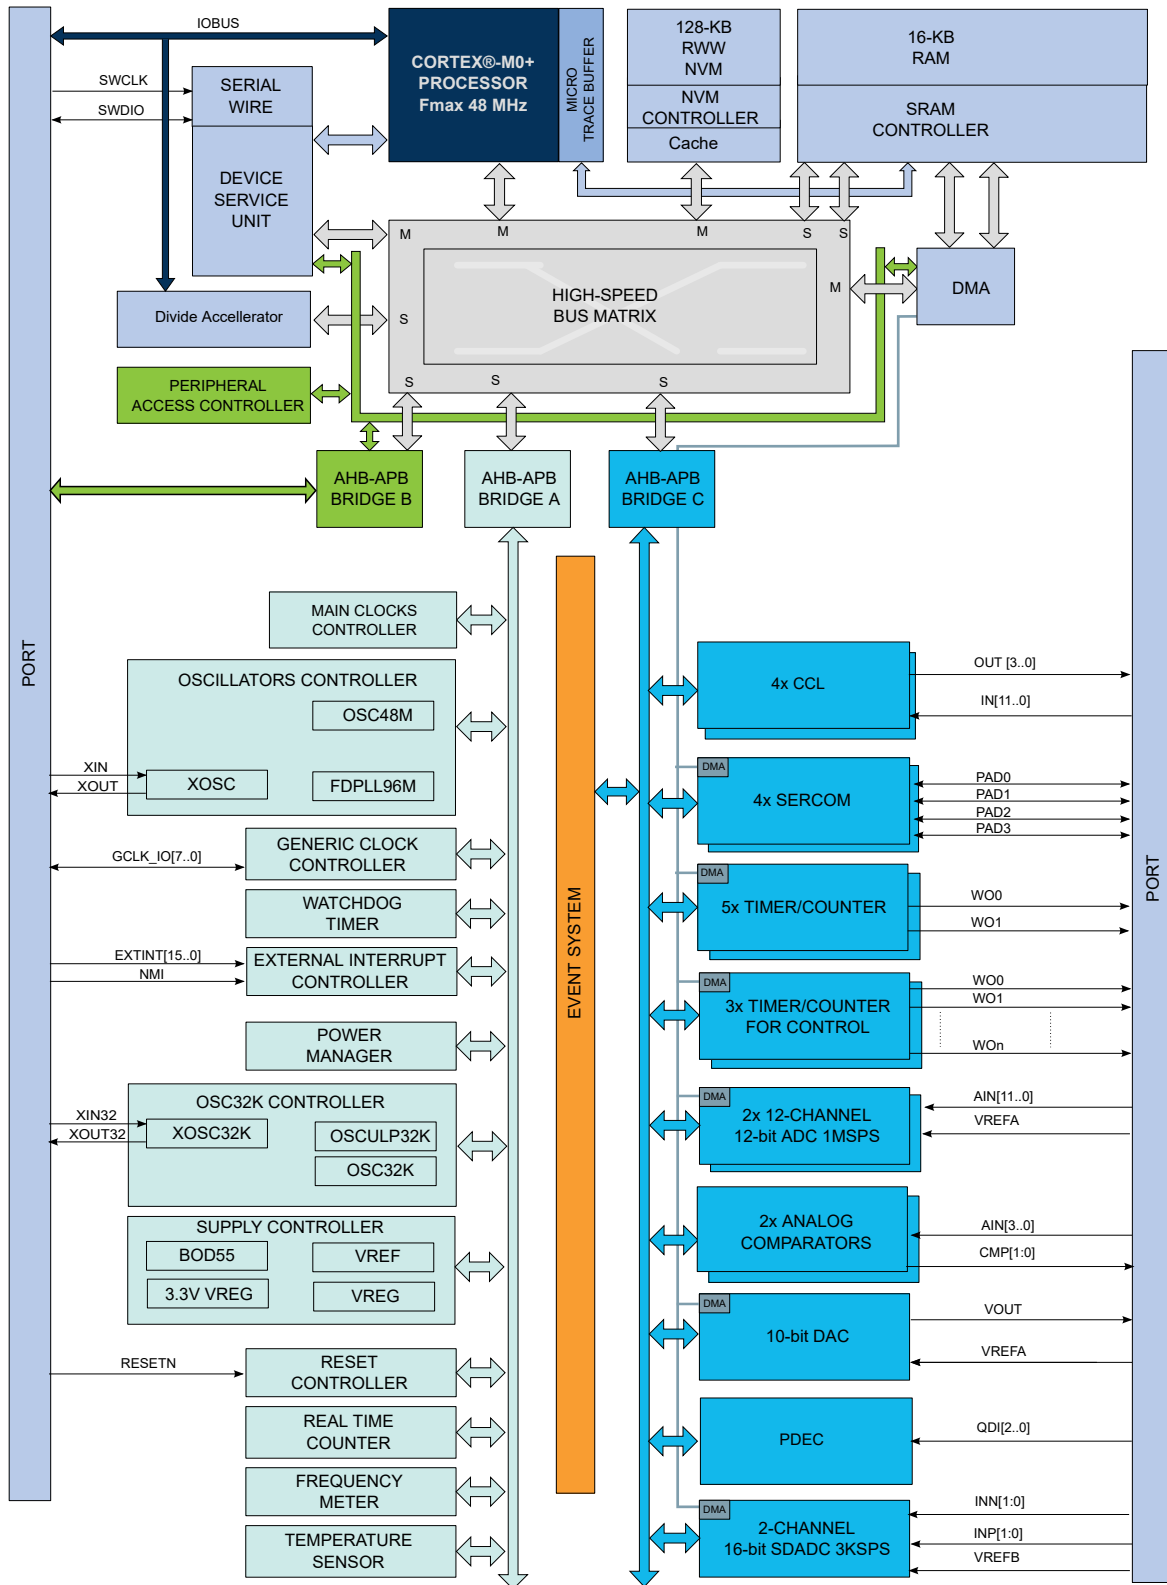 IOBUS
SWCLK
SWDIO
SERIAL
WIRE
DEVICE
SERVICE
UNIT
CORTEX®-M0+
PROCESSOR
Fmax 48 MHz
MICRO
TRACE BUFFER
128-KB
RWW
NVM
NVM
CONTROLLER
Cache
16-KB
RAM
SRAM
CONTROLLER
M
M
M
S
S
M
S
S
S
S
HIGH-SPEED
BUS MATRIX
DMA
Divide Accellerator
PERIPHERAL
ACCESS CONTROLLER
AHB-APB
BRIDGE B
AHB-APB
BRIDGE A
AHB-APB
BRIDGE C
PORT
PORT
EVENT SYSTEM
MAIN CLOCKS
CONTROLLER
OSCILLATORS CONTROLLER
OSC48M
XOSC
FDPLL96M
XIN
XOUT
GENERIC CLOCK
CONTROLLER
GCLK_IO[7..0]
WATCHDOG
TIMER
EXTERNAL INTERRUPT
CONTROLLER
EXTINT[15..0]
NMI
POWER
MANAGER
OSC32K CONTROLLER
XOSC32K
OSCULP32K
OSC32K
XIN32
XOUT32
SUPPLY CONTROLLER
BOD55
VREF
3.3V VREG
VREG
RESETN
RESET
CONTROLLER
REAL TIME
COUNTER
FREQUENCY
METER
TEMPERATURE
SENSOR
4x CCL
OUT [3..0]
IN[11..0]
DMA
4x SERCOM
PAD0
PAD1
PAD2
PAD3
DMA
5x TIMER/COUNTER
WO0
WO1
DMA
3x TIMER/COUNTER
FOR CONTROL
WO0
WO1
WOn
DMA
2x 12-CHANNEL
12-bit ADC 1MSPS
AIN[11..0]
VREFA
2x ANALOG
COMPARATORS
AIN[3..0]
CMP[1:0]
DMA
10-bit DAC
VOUT
VREFA
PDEC
QDI[2..0]
DMA
2-CHANNEL
16-bit SDADC 3KSPS
INN[1:0]
INP[1:0]
VREFB